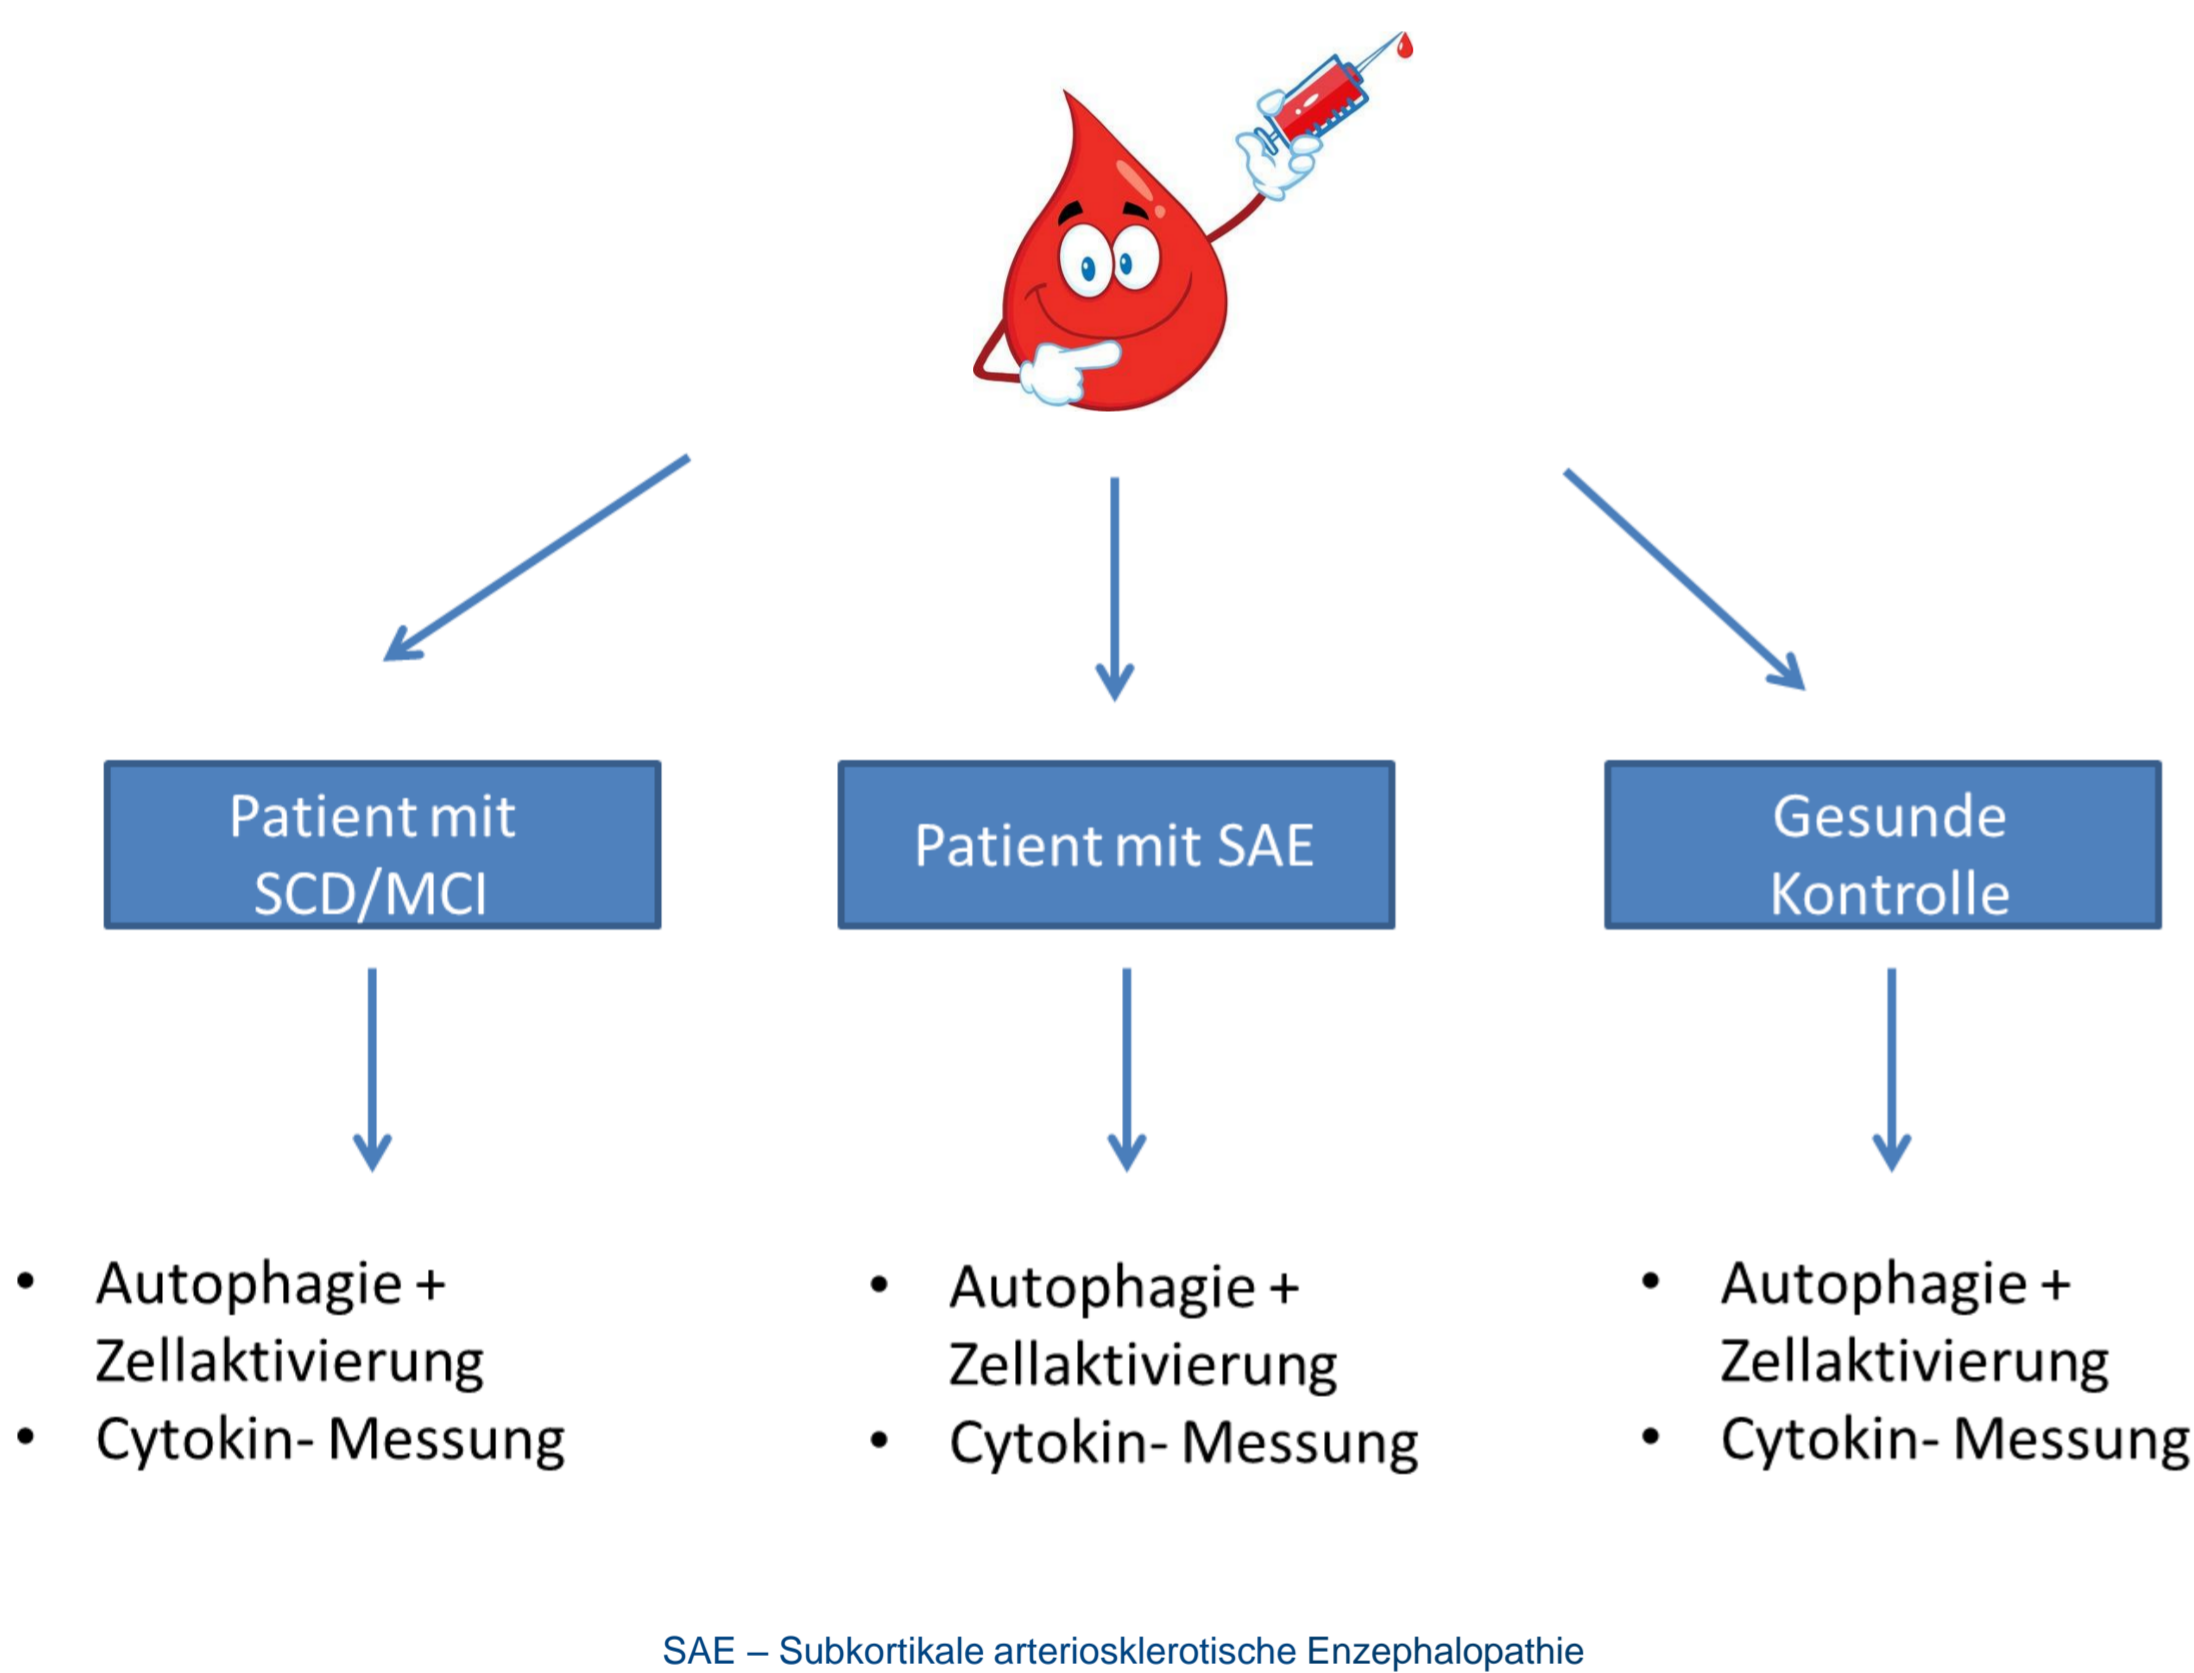 Patient mit
SCD/MCI
Patient mit SAE
Gesunde
Kontrolle
• Autophagie +
Zellaktivierung
• Cytokin- Messung
• Autophagie +
Zellaktivierung
• Cytokin- Messung
• Autophagie +
Zellaktivierung
• Cytokin- Messung
SAE – Subkortikale arteriosklerotische Enzephalopathie